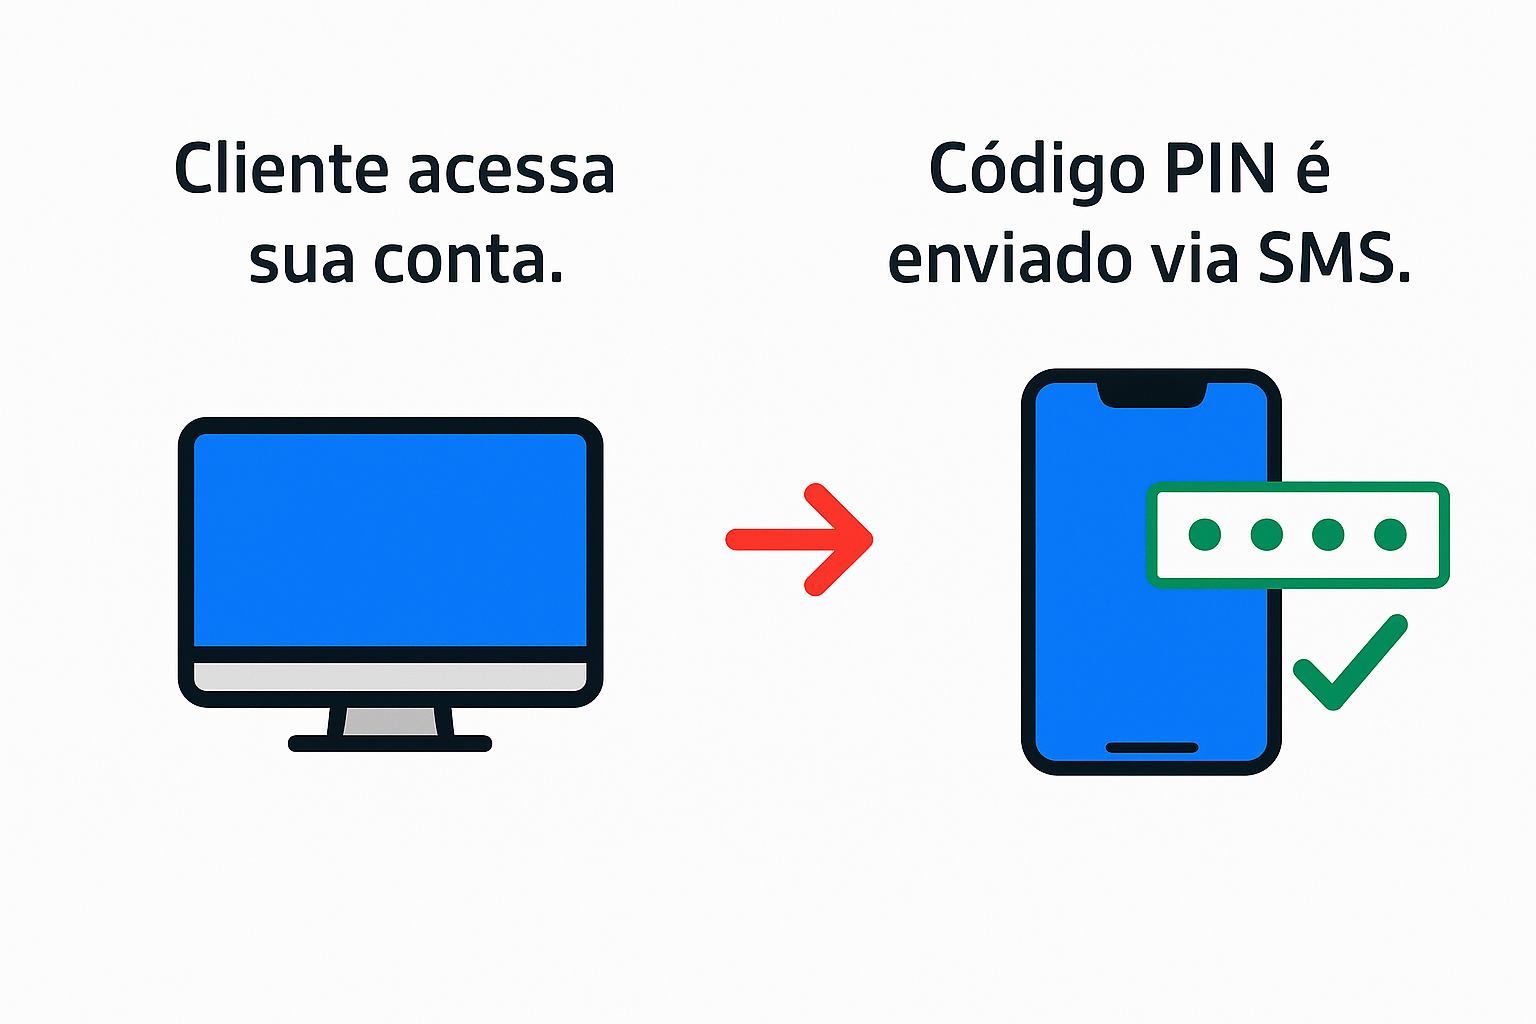 Cliente acessa
sua conta.
Código PIN é
enviado via SMS.